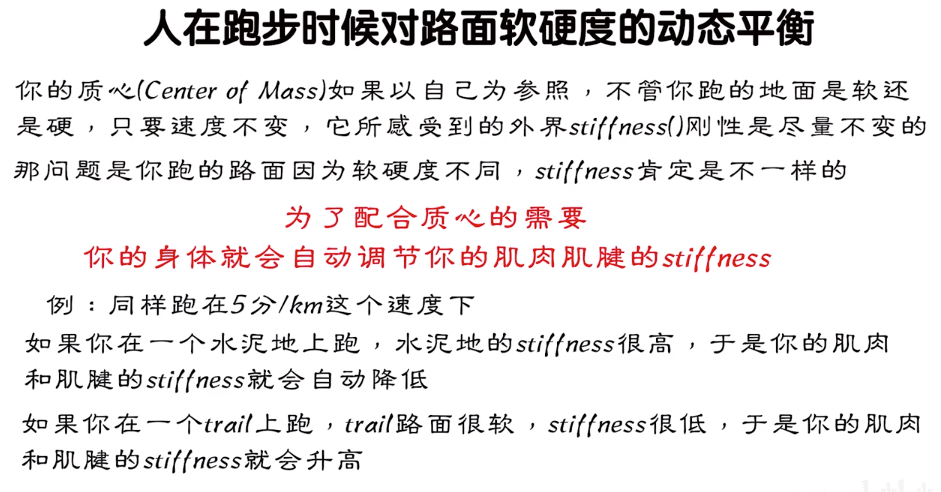 人在跑步时候对路面软硬度的动态平衡
你的质心(Center of Mass)如果以自己为参照，不管你跑的地面是软还
是硬，只要速度不变，它所感受到的外界stiffness()刚性是尽量不变的
那问题是你跑的路面因为软硬度不同，stiffness肯定是不一样的
为了配合质心的需要
你的身体就会自动调节你的肌肉肌腱的stiffness
例：同样跑在5分/km这个速度下
如果你在一个水泥地上跑，水泥地的stiffness很高，于是你的肌肉
和肌腱的stiffness就会自动降低
如果你在一个trail上跑，trail路面很软，stiffness很低，于是你的肌肉
和肌腱的stiffness就会升高